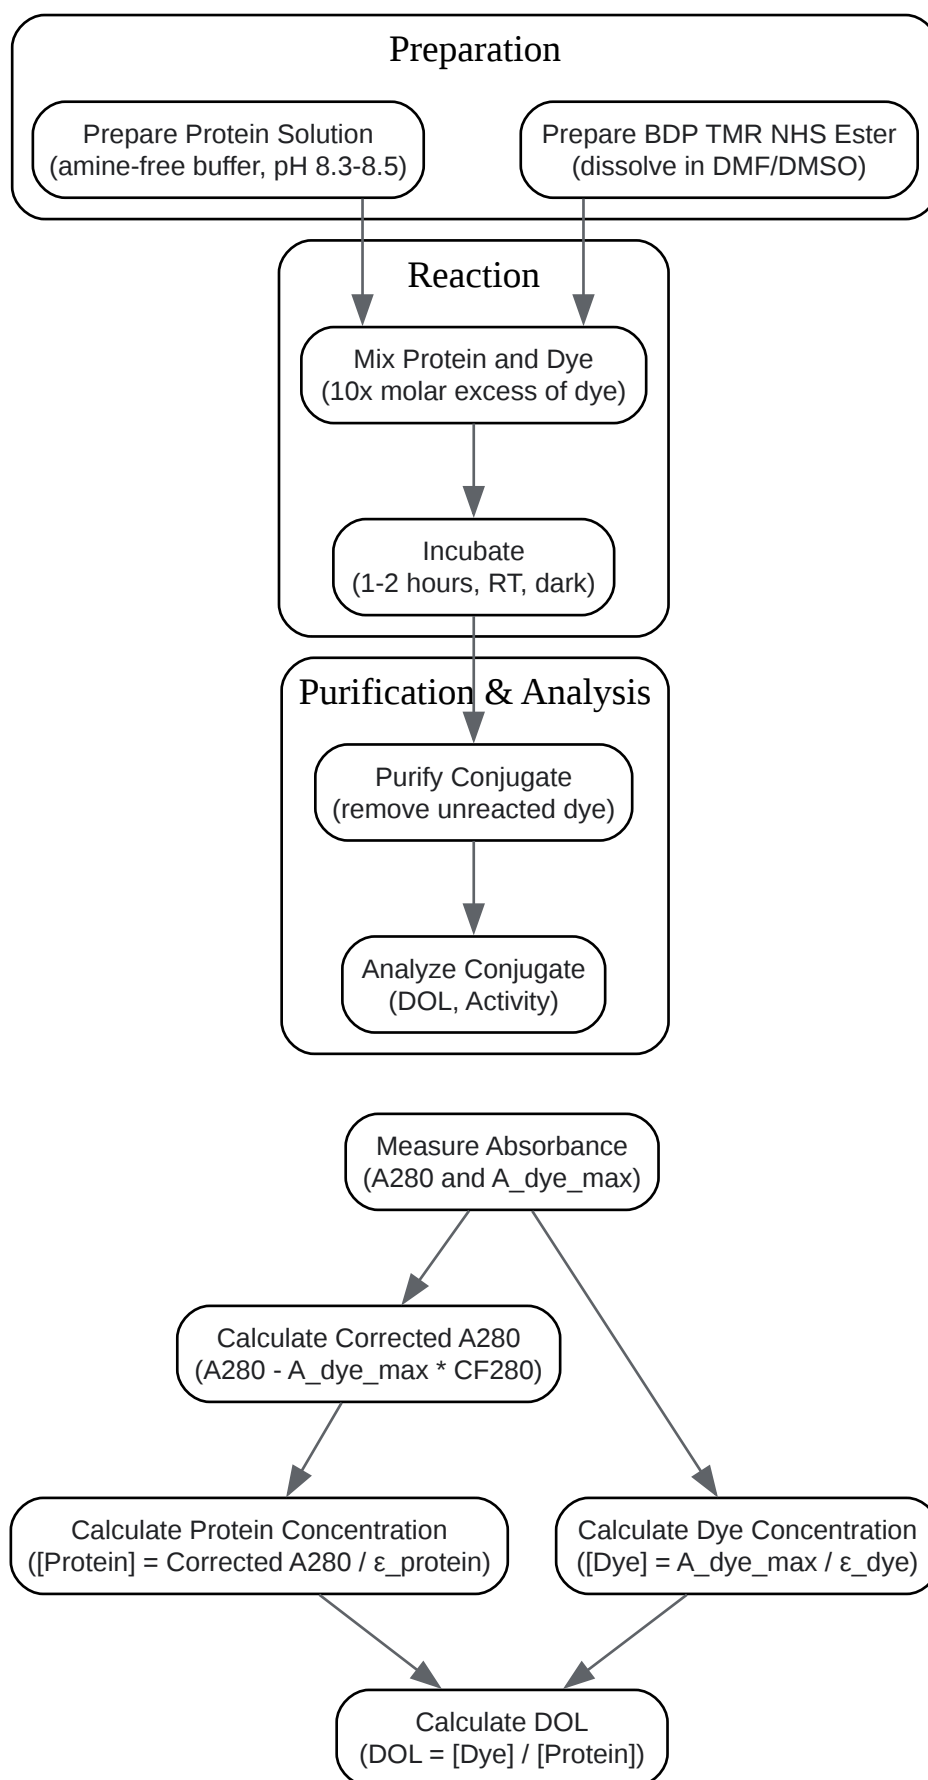 Preparation
Prepare Protein Solution
(amine-free buffer, pH 8.3-8.5)
Prepare BDP TMR NHS Ester
(dissolve in DMF/DMSO)
Reaction
Mix Protein and Dye
(10x molar excess of dye)
Incubate
(1-2 hours, RT, dark)
Purification & Analysis
Purify Conjugate
(remove unreacted dye)
Analyze Conjugate
(DOL, Activity)
Measure Absorbance
(A280 and A_dye_max)
Calculate Corrected A280
(A280 - A_dye_max * CF280)
Calculate Protein Concentration
([Protein] = Corrected A280 / ε_protein)
Calculate Dye Concentration
([Dye] = A_dye_max / ε_dye)
Calculate DOL
(DOL = [Dye] / [Protein])